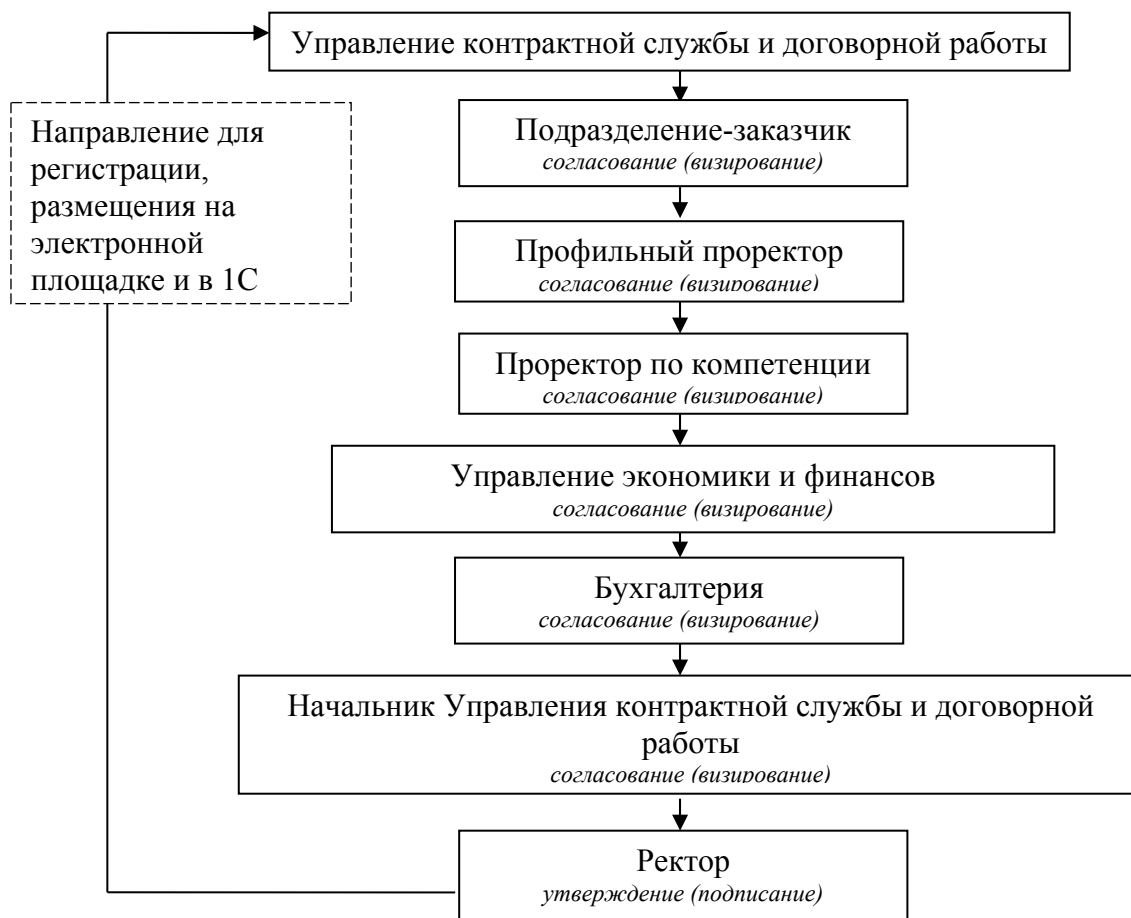 Управление контрактной службы и договорной работы
Направление для
регистрации,
размещения на
электронной
площадке и в 1С
Подразделение-заказчик
согласование (визирование)
Профильный проректор
согласование (визирование)
Проректор по компетенции
согласование (визирование)
Управление экономики и финансов
согласование (визирование)
Бухгалтерия
согласование (визирование)
Начальник Управления контрактной службы и договорной
работы
согласование (визирование)
Ректор
утверждение (подписание)